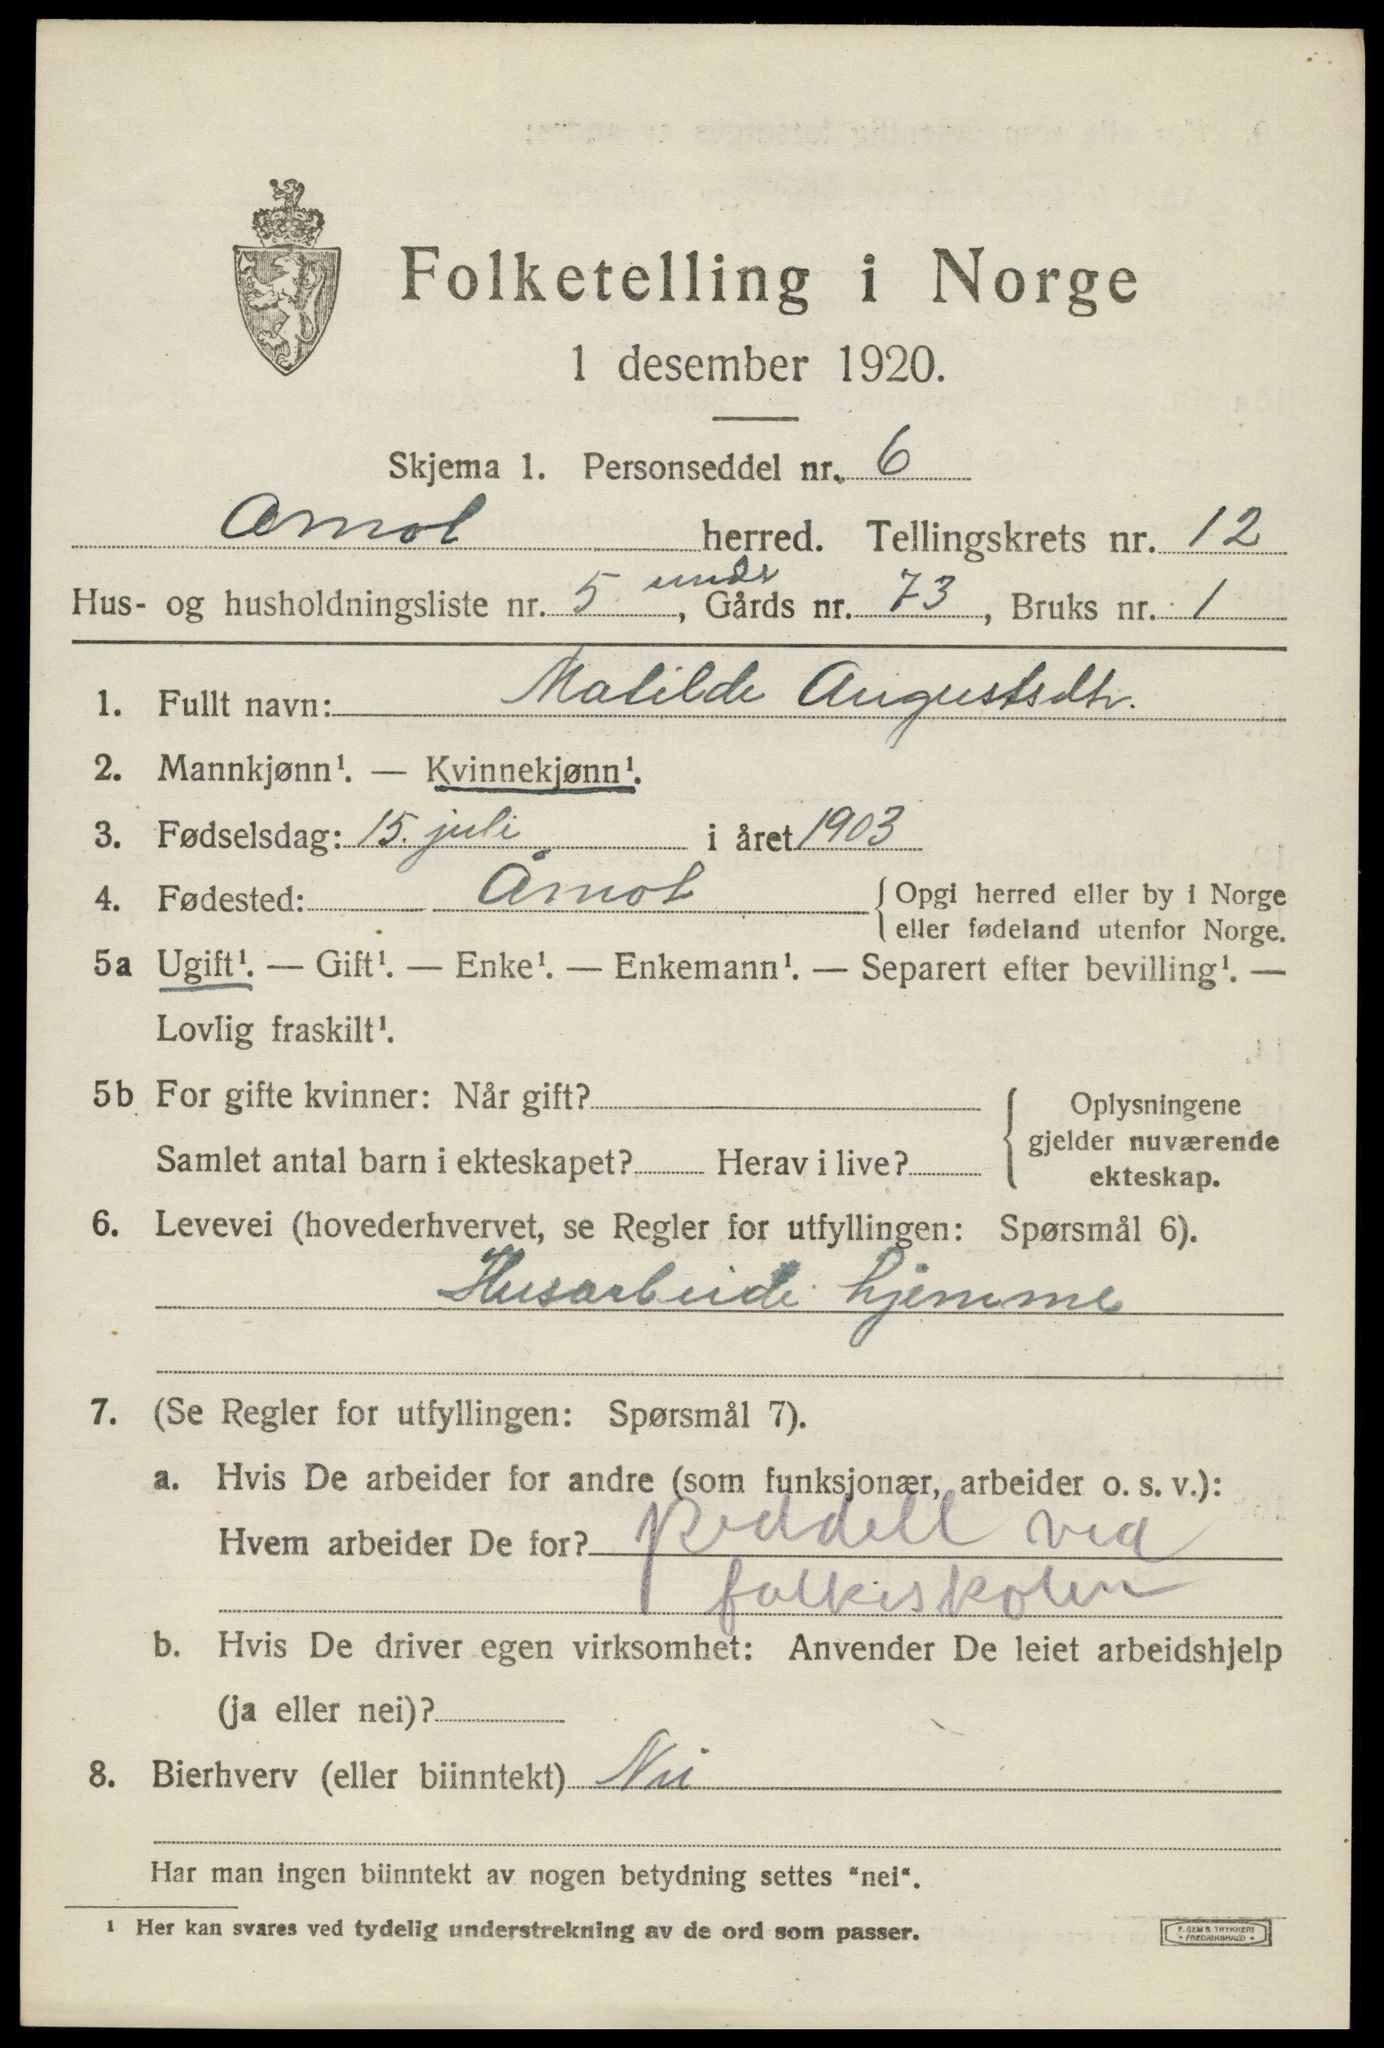 Folketelling i Norge
1 desember 1920.
Skjema 1. Personseddel nr. 6
Åmot herred. Tellingskrets nr. 12
Hus- og husholdningsliste nr. 5, undr Gårds nr. 73, Bruks nr. 1
1. Fullt navn: Matilde Augustsdtr.
2. Mannkjønn¹. — Kvinnekjønn¹.
3. Fødselsdag: 15. juli i året 1903
4. Fødested: Åmot { Opgi herred eller by i Norge
eller fødeland utenfor Norge.
5a Ugift¹. — Gift¹. — Enke¹. — Enkemann¹. — Separert efter bevilling¹. —
Lovlig fraskilt¹.
5b For gifte kvinner: Når gift?
Samlet antal barn i ekteskapet? Herav i live?
{ Oplysningene
gjelder nuværende
ekteskap.
6. Levevei (hovederhvervet, se Regler for utfyllingen: Spørsmål 6).
Husarbeide hjemme
7. (Se Regler for utfyllingen: Spørsmål 7).
a. Hvis De arbeider for andre (som funksjonær, arbeider o. s. v.):
Hvem arbeider De for? peddell ved
folkeskolen
b. Hvis De driver egen virksomhet: Anvender De leiet arbeidshjelp
(ja eller nei)?
8. Bierhverv (eller biinntekt) Nei
Har man ingen biinntekt av nogen betydning settes "nei".
¹ Her kan svares ved tydelig understrekning av de ord som passer.
F. SEM'S TRYKKERI
FREDRIKSHALD